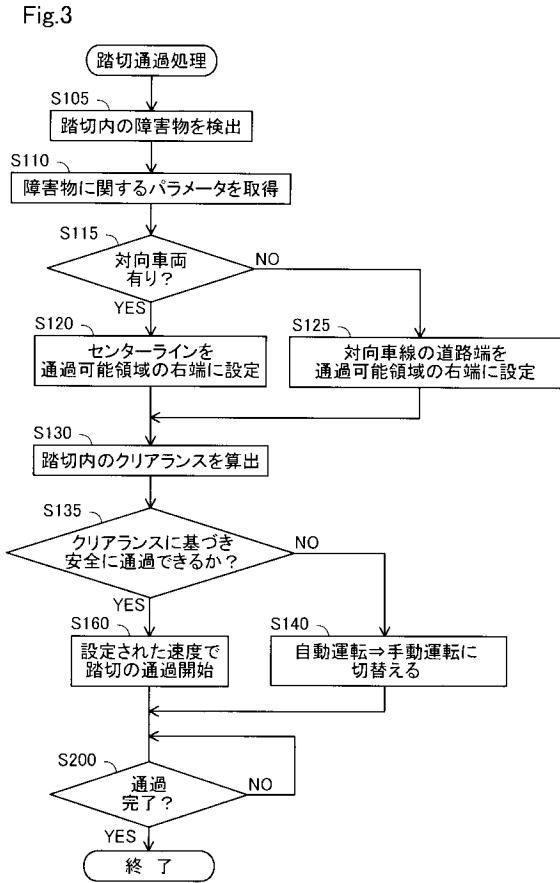 Fig.3
踏切通過処理
S105
踏切内の障害物を検出
S110
障害物に関するパラメータを取得
S115
対向車両
有り？
NO
YES
S120
センターラインを
通過可能領域の右端に設定
S125
対向車線の道路端を
通過可能領域の右端に設定
S130
踏切内のクリアランスを算出
S135
クリアランスに基づき
安全に通過できるか？
NO
YES
S160
設定された速度で
踏切の通過開始
S140
自動運転⇒手動運転に
切替える
S200
通過
完了？
NO
YES
終 了